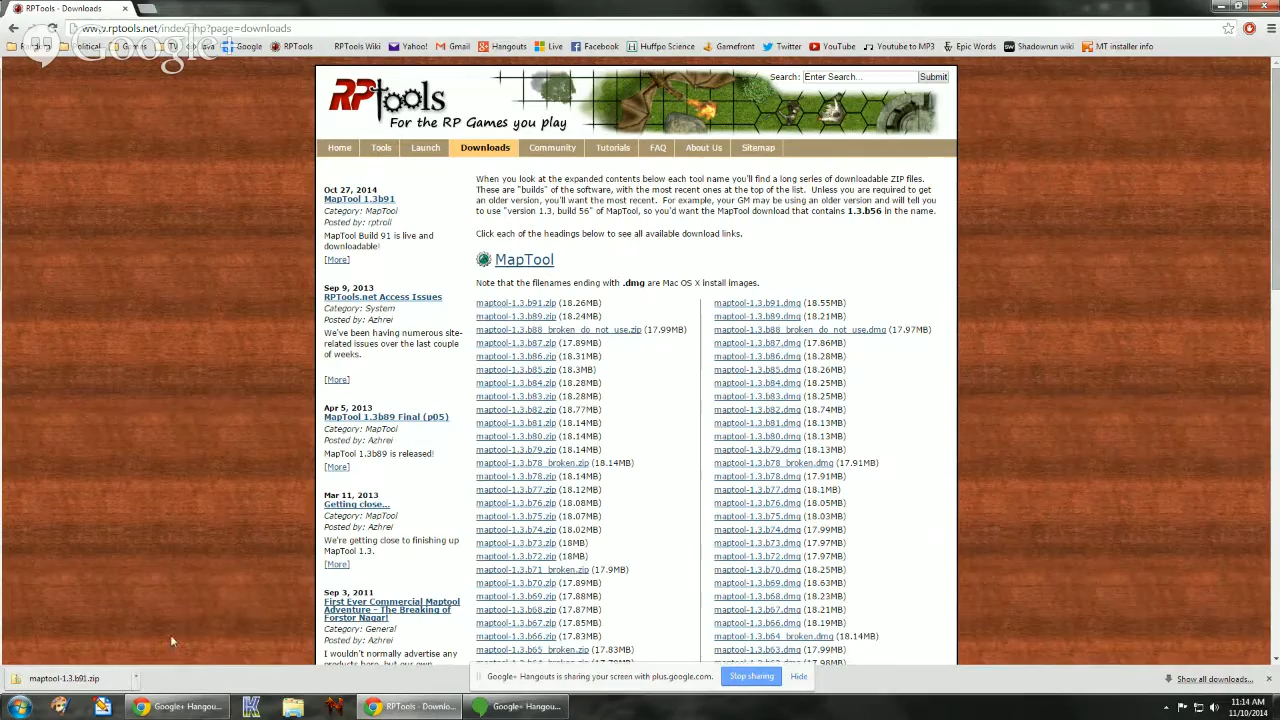 RPTools - Downloads
www.rptools.net/index.php?page=downloads
Google+
Political
Games
Google
RPTools
RPTools Wiki
Yahoo!
Gmail
Hangouts
Live
Facebook
Huffpo Science
Gamefront
Twitter
YouTube
Youtube to MP3
Epic Words
Shadowrun wiki
MT installer info
RPTools
For the RP Games you play
Search: Enter Search... Submit
Home Tools Launch Downloads Community Tutorials FAQ About Us Sitemap
Oct 27, 2014
MapTool 1.3b91
Category: MapTool
Posted by: rptroll
MapTool Build 91 is live and
downloadable!
[More]
Sep 9, 2013
RPTools.net Access Issues
Category: System
Posted by: Azhrei
We've been having numerous site-
related issues over the last couple
of weeks.
[More]
Apr 5, 2013
MapTool 1.3b89 Final (p05)
Category: MapTool
Posted by: Azhrei
MapTool 1.3b89 is released!
[More]
Mar 11, 2013
Getting close...
Category: MapTool
Posted by: Azhrei
We're getting close to finishing up
MapTool 1.3.
[More]
Sep 3, 2011
First Ever Commercial Maptool
Adventure - The Breaking of
Forstor Nagar!
Category: General
Posted by: Azhrei
I wouldn't normally advertise any
products here, but our own
When you look at the expanded contents below each tool name you'll find a long series of downloadable ZIP files.
These are "builds" of the software, with the most recent ones at the top of the list. Unless you are required to get
an older version, you'll want the most recent. For example, your GM may be using an older version and will tell you
to use "version 1.3, build 56" of MapTool, so you'd want the MapTool download that contains 1.3.b56 in the name.
Click each of the headings below to see all available download links.
MapTool
Note that the filenames ending with .dmg are Mac OS X install images.
maptool-1.3.b91.zip (18.26MB)
maptool-1.3.b89.zip (18.24MB)
maptool-1.3.b88_broken_do_not_use.zip (17.99MB)
maptool-1.3.b87.zip (17.89MB)
maptool-1.3.b86.zip (18.31MB)
maptool-1.3.b85.zip (18.3MB)
maptool-1.3.b84.zip (18.28MB)
maptool-1.3.b83.zip (18.28MB)
maptool-1.3.b82.zip (18.77MB)
maptool-1.3.b81.zip (18.14MB)
maptool-1.3.b80.zip (18.14MB)
maptool-1.3.b79.zip (18.14MB)
maptool-1.3.b78_broken.zip (18.14MB)
maptool-1.3.b78.zip (18.14MB)
maptool-1.3.b77.zip (18.12MB)
maptool-1.3.b76.zip (18.08MB)
maptool-1.3.b75.zip (18.07MB)
maptool-1.3.b74.zip (18.02MB)
maptool-1.3.b73.zip (18MB)
maptool-1.3.b72.zip (18MB)
maptool-1.3.b71_broken.zip (17.9MB)
maptool-1.3.b70.zip (17.89MB)
maptool-1.3.b69.zip (17.88MB)
maptool-1.3.b68.zip (17.87MB)
maptool-1.3.b67.zip (17.85MB)
maptool-1.3.b66.zip (17.83MB)
maptool-1.3.b65_broken.zip (17.83MB)
maptool-1.3.b91.dmg (18.55MB)
maptool-1.3.b89.dmg (18.21MB)
maptool-1.3.b88_broken_do_not_use.dmg (17.97MB)
maptool-1.3.b87.dmg (17.86MB)
maptool-1.3.b86.dmg (18.28MB)
maptool-1.3.b85.dmg (18.26MB)
maptool-1.3.b84.dmg (18.25MB)
maptool-1.3.b83.dmg (18.25MB)
maptool-1.3.b82.dmg (18.74MB)
maptool-1.3.b81.dmg (18.13MB)
maptool-1.3.b80.dmg (18.13MB)
maptool-1.3.b79.dmg (18.13MB)
maptool-1.3.b78_broken.dmg (17.91MB)
maptool-1.3.b78.dmg (17.91MB)
maptool-1.3.b77.dmg (18.1MB)
maptool-1.3.b76.dmg (18.05MB)
maptool-1.3.b75.dmg (18.03MB)
maptool-1.3.b74.dmg (17.99MB)
maptool-1.3.b73.dmg (17.97MB)
maptool-1.3.b72.dmg (17.97MB)
maptool-1.3.b70.dmg (18.25MB)
maptool-1.3.b69.dmg (18.63MB)
maptool-1.3.b68.dmg (18.23MB)
maptool-1.3.b67.dmg (18.21MB)
maptool-1.3.b66.dmg (18.19MB)
maptool-1.3.b64_broken.dmg (18.14MB)
maptool-1.3.b63.dmg (17.99MB)
maptool-1.3.b91.zip
Google+ Hangouts is sharing your screen with plus.google.com. Stop sharing Hide
Show all downloads...
Google+ Hangou...
RPTools - Downlo...
Google+ Hangou...
11:14 AM
11/10/2014